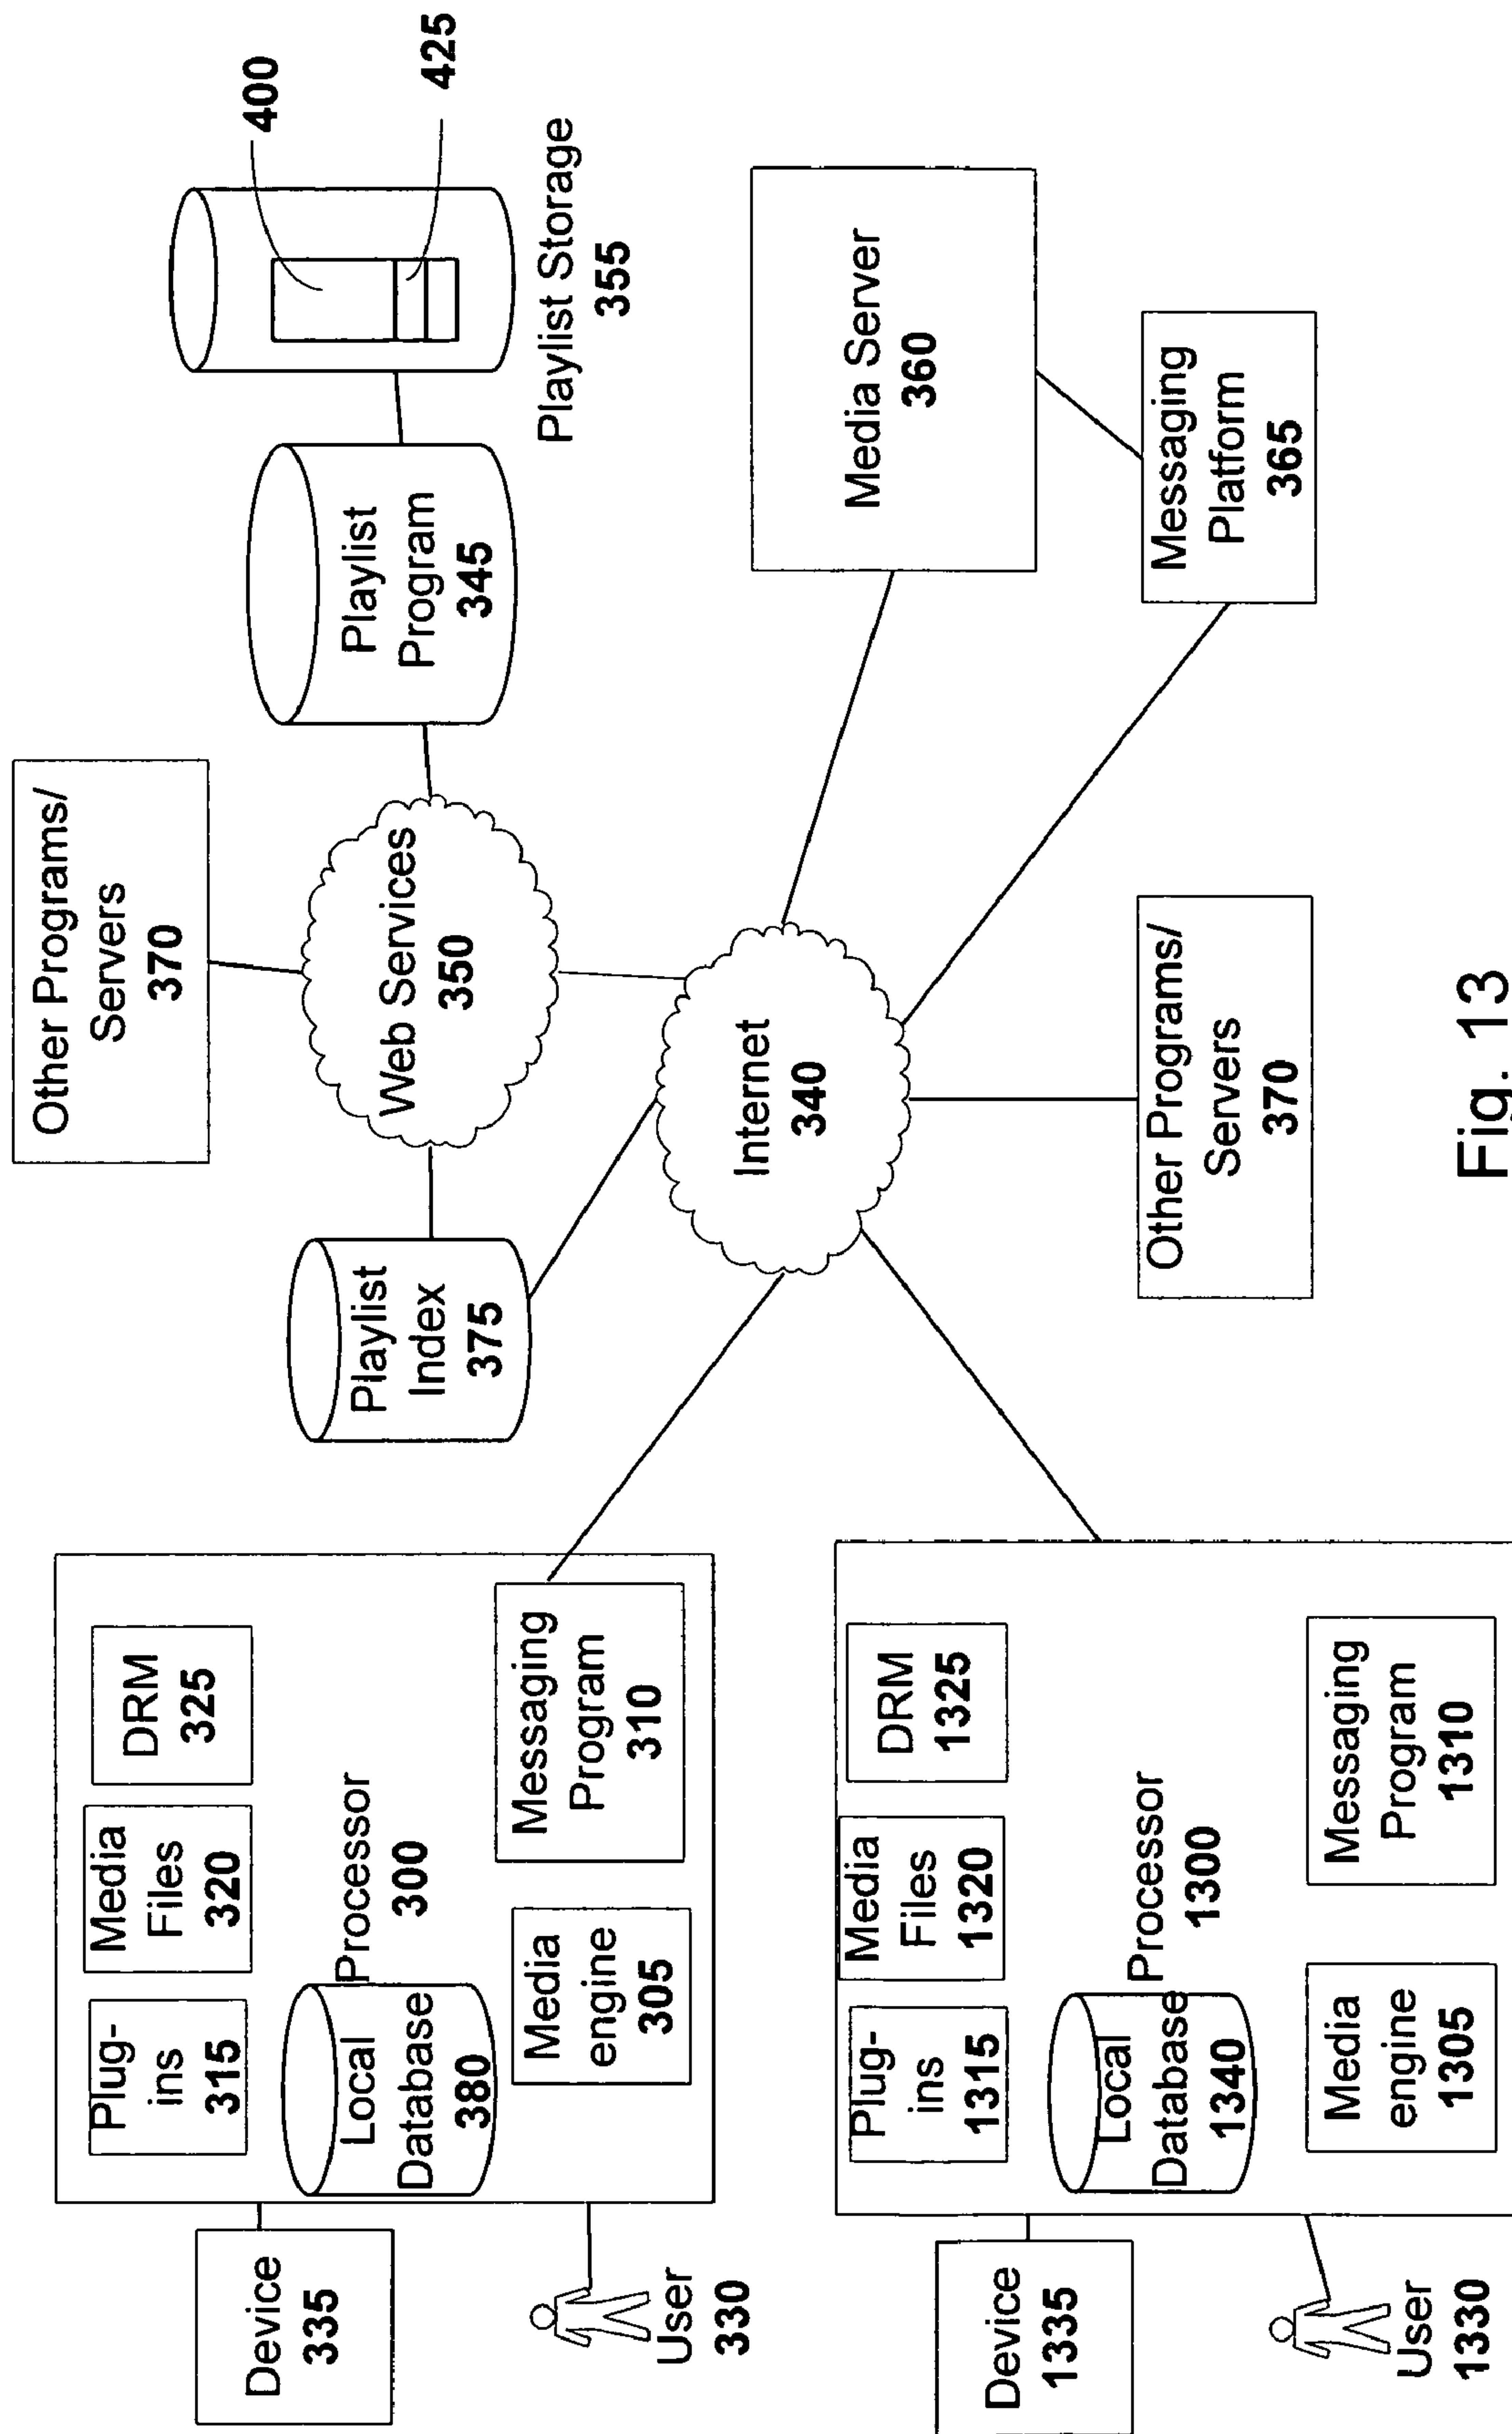 Other Programs/
Servers
370
400
425
Playlist
Program
345
Playlist Storage
355
Web Services
350
Playlist
Index
375
Internet
340
Media Server
360
Messaging
Platform
365
Other Programs/
Servers
370
Device
335
User
330
Plug-
ins
315
Media
Files
320
DRM
325
Processor
300
Local
Database
380
Media
engine
305
Messaging
Program
310
Device
1335
User
1330
Plug-
ins
1315
Media
Files
1320
DRM
1325
Processor
1300
Local
Database
1340
Media
engine
1305
Messaging
Program
1310
Fig. 13